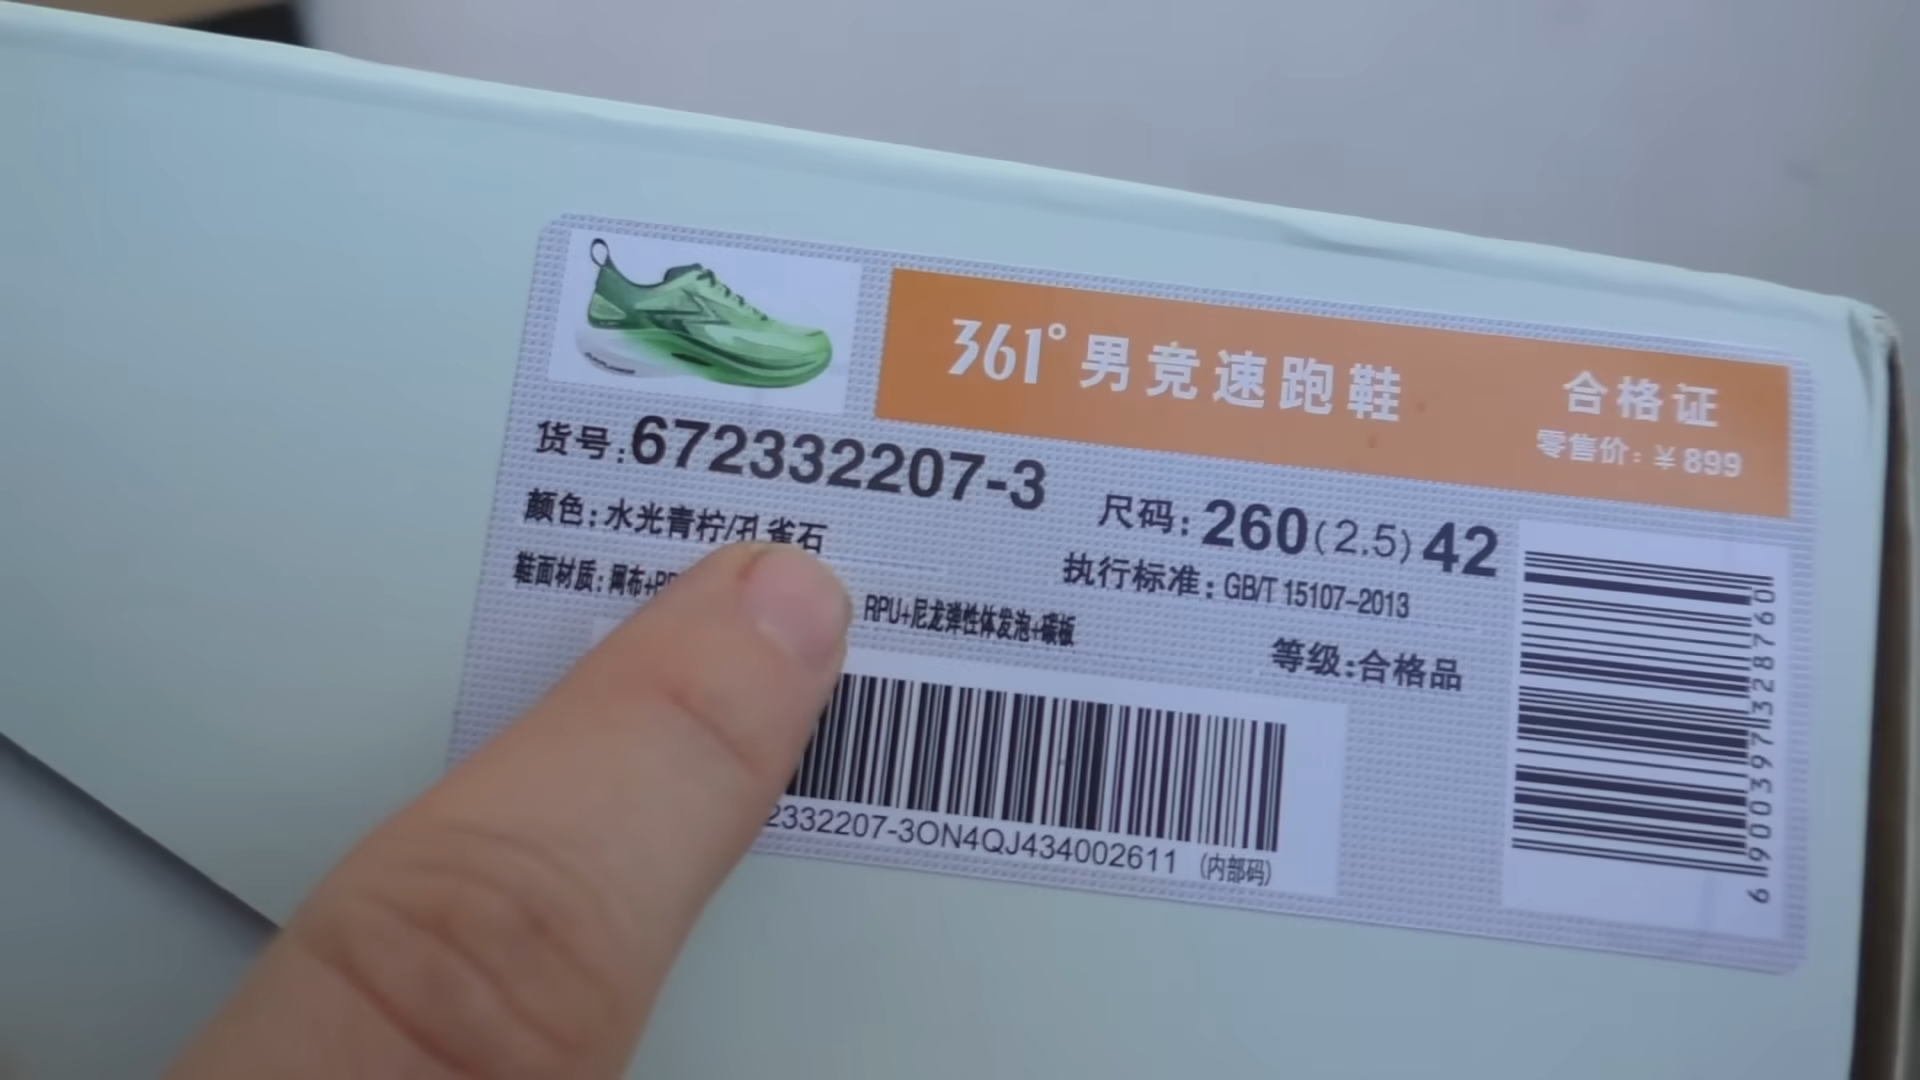 361° 男竞速跑鞋
合格证
零售价: ¥899
货号:672332207-3
尺码: 260(2.5)42
颜色:水光青柠/孔雀石
执行标准: GB/T 15107-2013
鞋面材质: 网布+
RPU+尼龙弹性体发泡+碳板
等级:合格品
2332207-3ON4QJ434002611 (内部码)
6900397328760